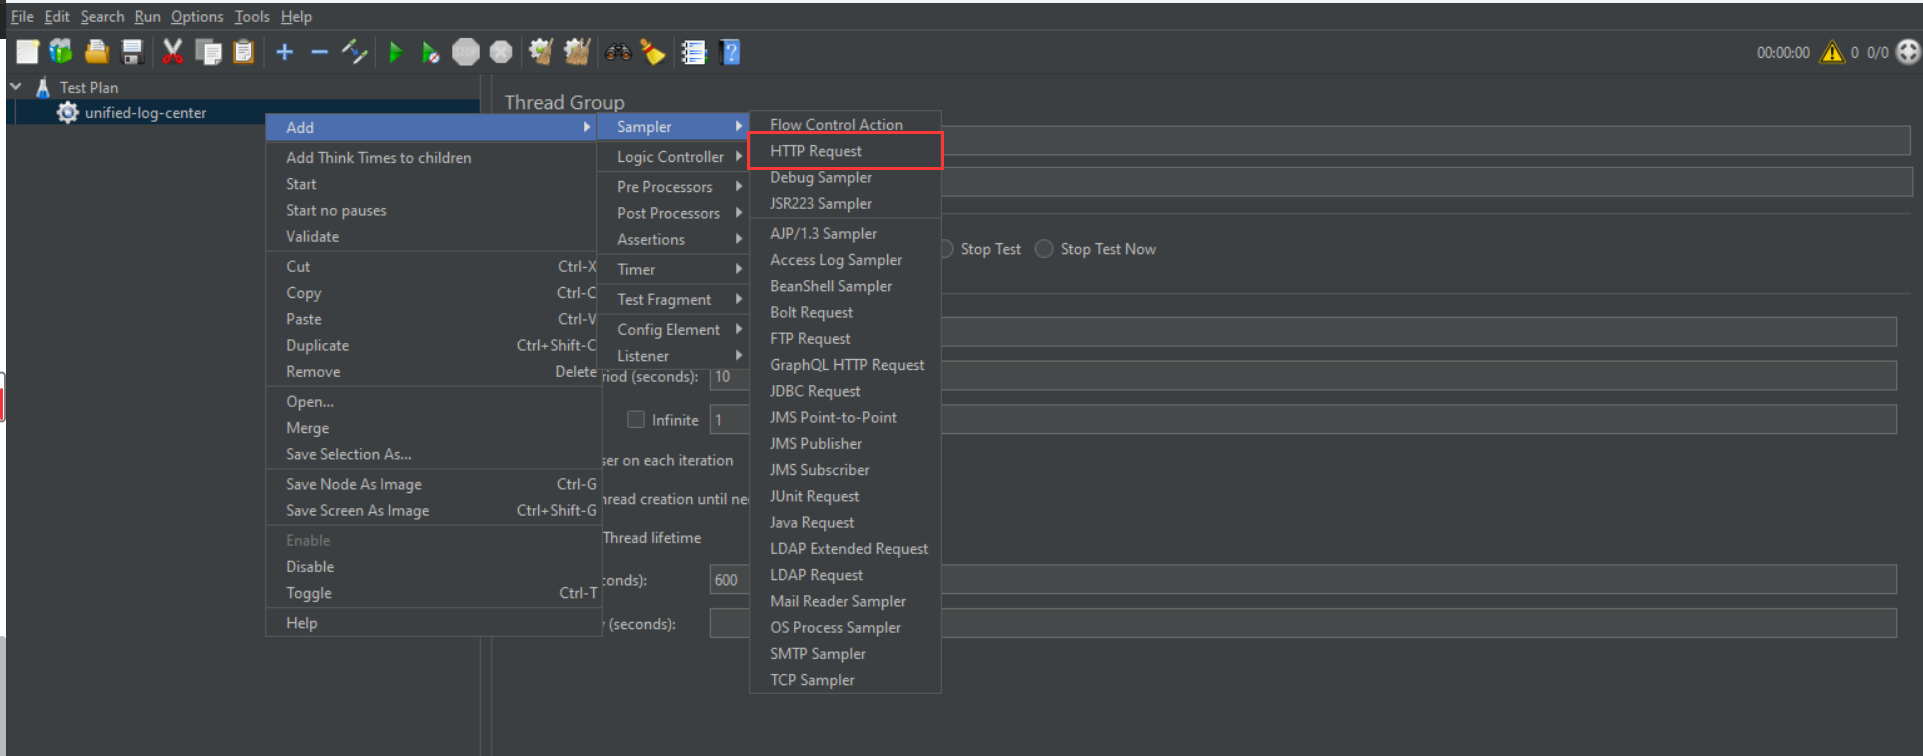 File Edit Search Run Options Tools Help
00:00:00 0 0/0
Test Plan
unified-log-center
Thread Group
Add
Add Think Times to children
Start
Start no pauses
Validate
Cut Ctrl-X
Copy Ctrl-C
Paste Ctrl-V
Duplicate Ctrl+Shift-C
Remove Delete
Open...
Merge
Save Selection As...
Save Node As Image Ctrl-G
Save Screen As Image Ctrl+Shift-G
Enable
Disable
Toggle Ctrl-T
Help
Sampler
Logic Controller
Pre Processors
Post Processors
Assertions
Timer
Test Fragment
Config Element
Listener
Flow Control Action
HTTP Request
Debug Sampler
JSR223 Sampler
AJP/1.3 Sampler
Access Log Sampler
BeanShell Sampler
Bolt Request
FTP Request
GraphQL HTTP Request
JDBC Request
JMS Point-to-Point
JMS Publisher
JMS Subscriber
JUnit Request
Java Request
LDAP Extended Request
LDAP Request
Mail Reader Sampler
OS Process Sampler
SMTP Sampler
TCP Sampler
Stop Test Stop Test Now
riod (seconds): 10
Infinite 1
ser on each iteration
hread creation until ne
Thread lifetime
conds): 600
(seconds):